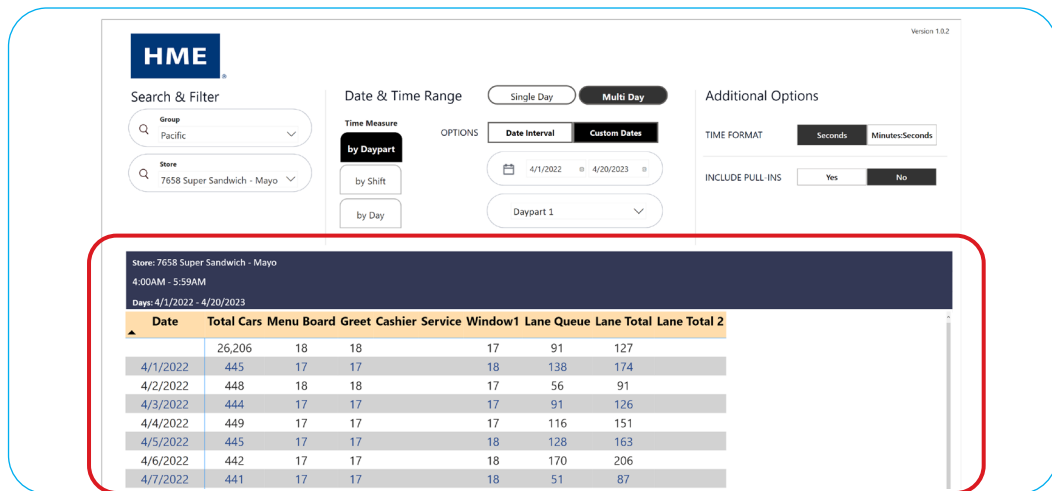 Version 1.0.2
HME
®
Search & Filter
Group
Pacific
Store
7658 Super Sandwich - Mayo
Date & Time Range
Single Day Multi Day
Time Measure
by Daypart
by Shift
by Day
OPTIONS Date Interval Custom Dates
4/1/2022 4/20/2023
Daypart 1
Additional Options
TIME FORMAT Seconds Minutes:Seconds
INCLUDE PULL-INS Yes No
Store: 7658 Super Sandwich - Mayo
4:00AM - 5:59AM
Days: 4/1/2022 - 4/20/2023
Date Total Cars Menu Board Greet Cashier Service Window1 Lane Queue Lane Total Lane Total 2
26,206 18 18 17 91 127
4/1/2022 445 17 17 18 138 174
4/2/2022 448 18 18 17 56 91
4/3/2022 444 17 17 17 91 126
4/4/2022 449 17 17 17 116 151
4/5/2022 445 17 17 18 128 163
4/6/2022 442 17 17 18 170 206
4/7/2022 441 17 17 18 51 87